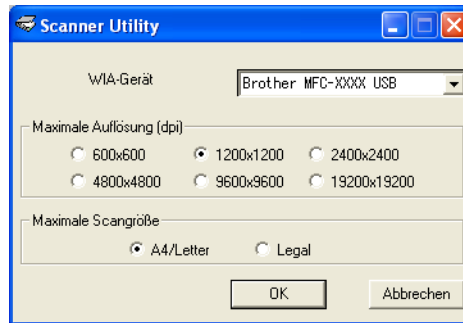 Scanner Utility
WIA-Gerät
Brother MFC-XXXX USB
Maximale Auflösung (dpi)
600x600 1200x1200 2400x2400
4800x4800 9600x9600 19200x19200
Maximale Scangröße
A4/Letter Legal
OK Abbrechen